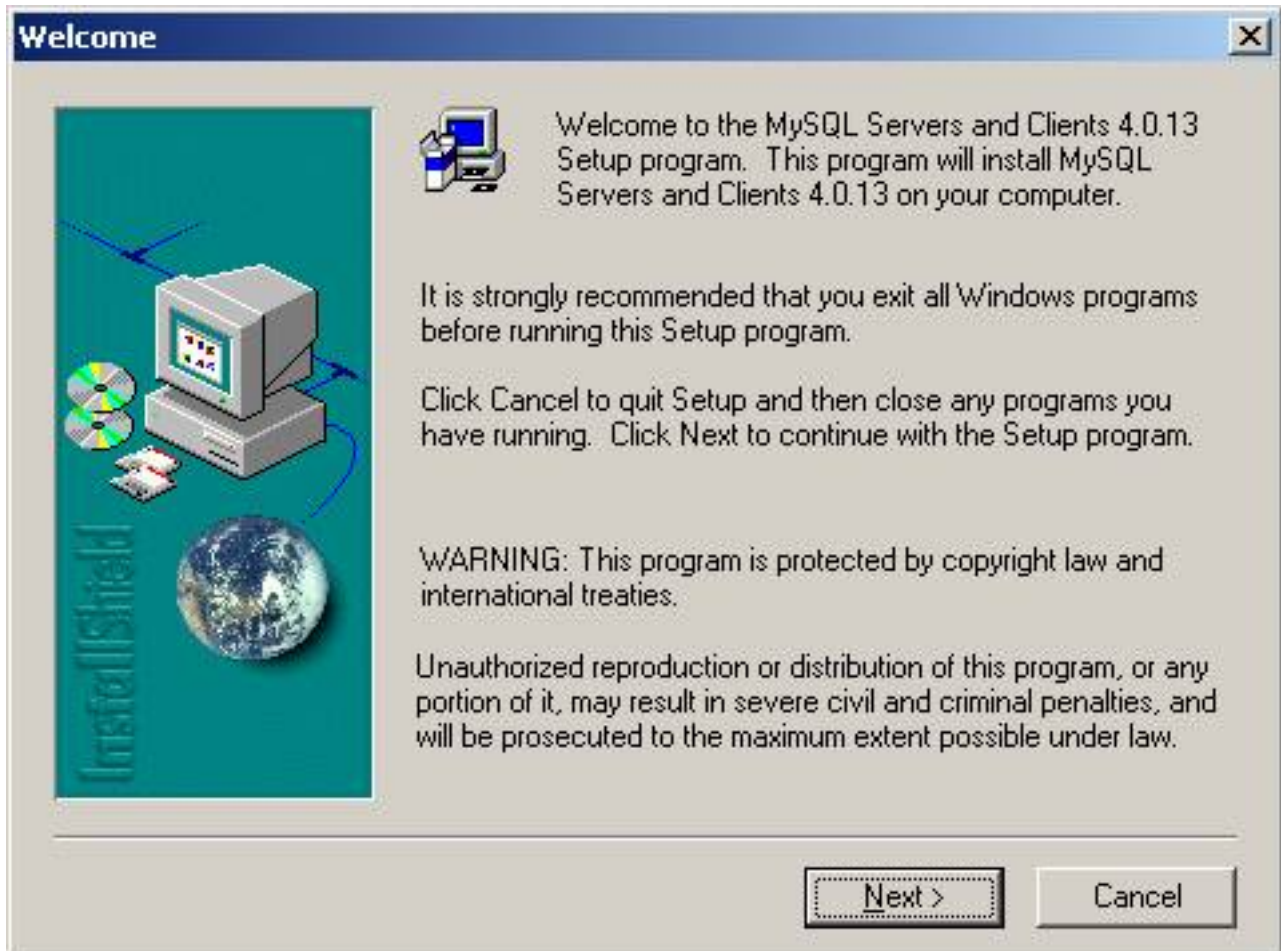 Welcome
Welcome to the MySQL Servers and Clients 4.0.13
Setup program.  This program will install MySQL
Servers and Clients 4.0.13 on your computer.
It is strongly recommended that you exit all Windows programs
before running this Setup program.
Click Cancel to quit Setup and then close any programs you
have running.  Click Next to continue with the Setup program.
WARNING: This program is protected by copyright law and
international treaties.
Unauthorized reproduction or distribution of this program, or any
portion of it, may result in severe civil and criminal penalties, and
will be prosecuted to the maximum extent possible under law.
InstallShield
Next >
Cancel